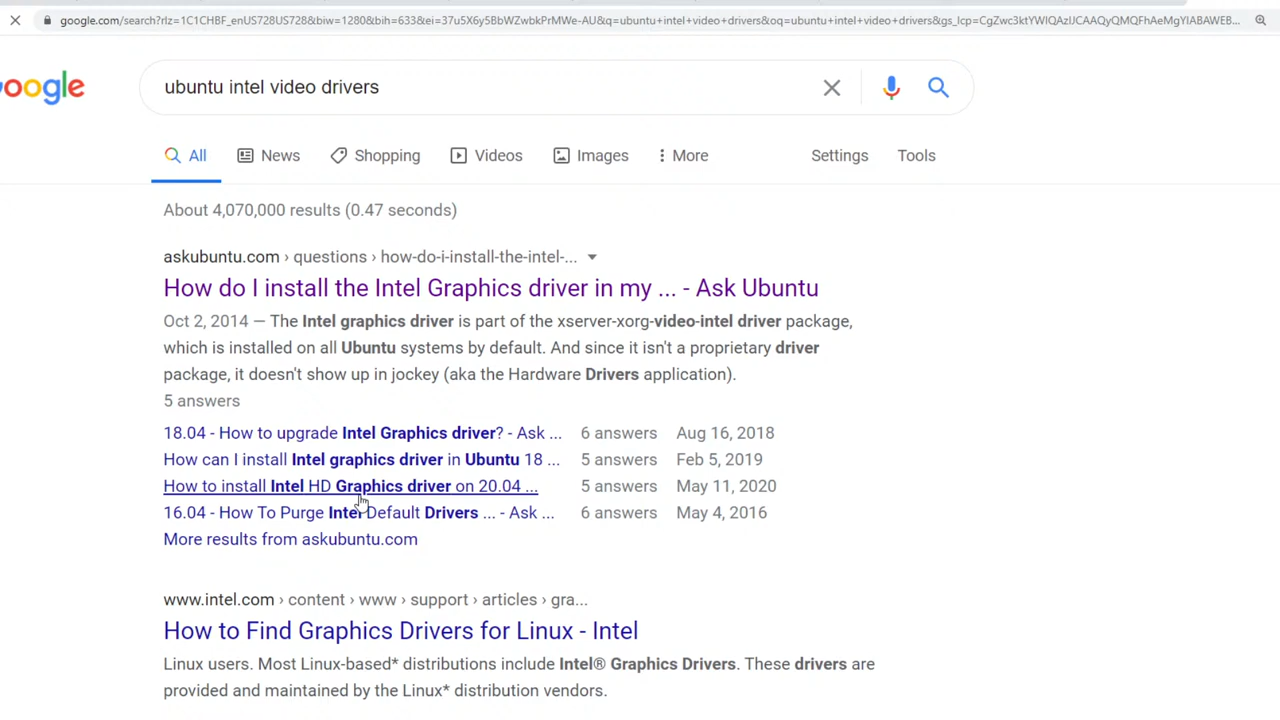 google.com/search?rlz=1C1CHBF_enUS728US728&biw=1280&bih=633&ei=37u5X6y5BbWZwbkPrMWe-AU&q=ubuntu+intel+video+drivers&oq=ubuntu+intel+video+drivers&gs_lcp=CgZwc3ktYWIQAzIJCAAQyQMQFhAeMgYIABAWEB...
oogle
ubuntu intel video drivers
All News Shopping Videos Images More Settings Tools
About 4,070,000 results (0.47 seconds)
askubuntu.com › questions › how-do-i-install-the-intel-...
How do I install the Intel Graphics driver in my ... - Ask Ubuntu
Oct 2, 2014 — The Intel graphics driver is part of the xserver-xorg-video-intel driver package,
which is installed on all Ubuntu systems by default. And since it isn't a proprietary driver
package, it doesn't show up in jockey (aka the Hardware Drivers application).
5 answers
18.04 - How to upgrade Intel Graphics driver? - Ask ... 6 answers Aug 16, 2018
How can I install Intel graphics driver in Ubuntu 18 ... 5 answers Feb 5, 2019
How to install Intel HD Graphics driver on 20.04 ... 5 answers May 11, 2020
16.04 - How To Purge Intel Default Drivers ... - Ask ... 6 answers May 4, 2016
More results from askubuntu.com
www.intel.com › content › www › support › articles › gra...
How to Find Graphics Drivers for Linux - Intel
Linux users. Most Linux-based* distributions include Intel® Graphics Drivers. These drivers are
provided and maintained by the Linux* distribution vendors.